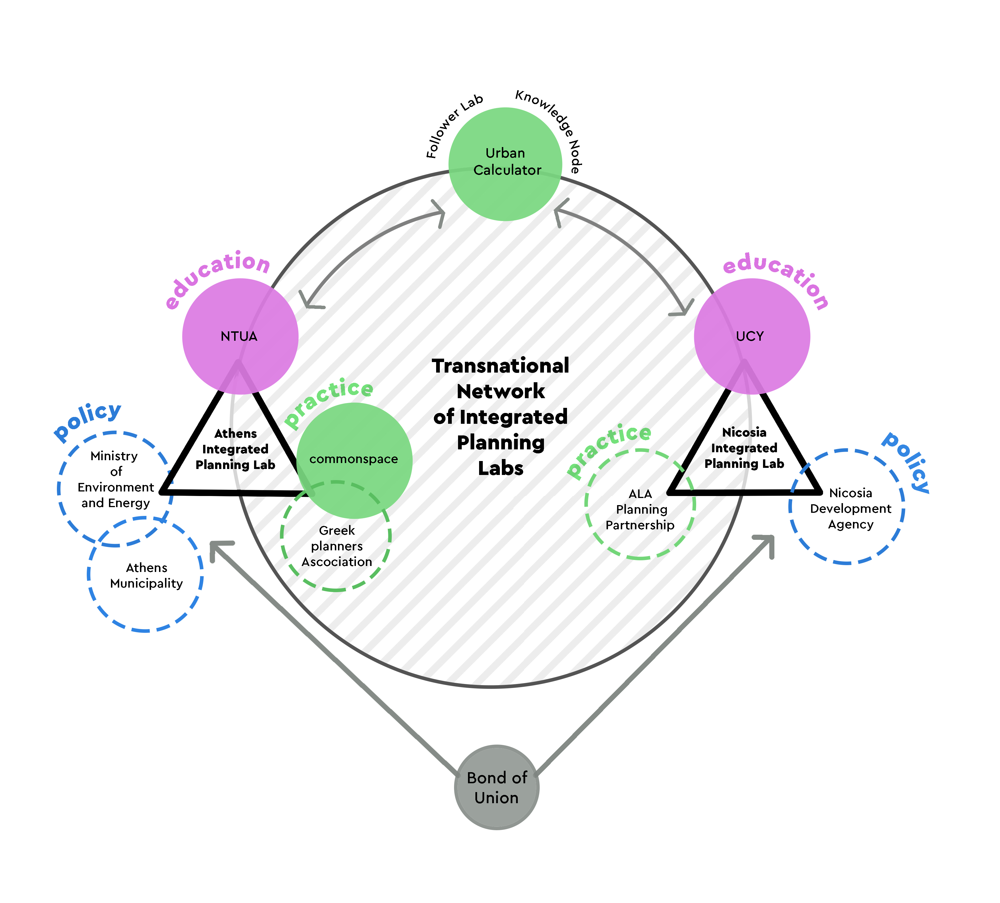 Follower Lab
Knowledge Node
Urban
Calculator
education
NTUA
education
UCY
Transnational
Network
of Integrated
Planning
Labs
policy
Ministry
of
Environment
and Energy
Athens
Municipality
Athens
Integrated
Planning Lab
practice
commonspace
Greek
planners
Ascociation
practice
ALA
Planning
Partnership
Nicosia
Integrated
Planning Lab
policy
Nicosia
Development
Agency
Bond of
Union